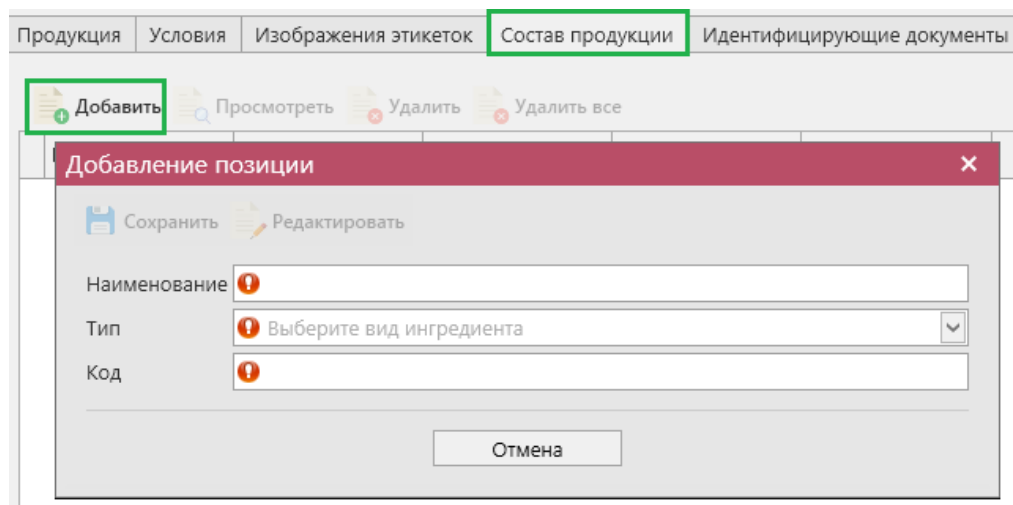 Продукция Условия Изображения этикеток Состав продукции Идентифицирующие документы
Добавить Просмотреть Удалить Удалить все
Добавление позиции
Сохранить Редактировать
Наименование
Тип Выберите вид ингредиента
Код
Отмена